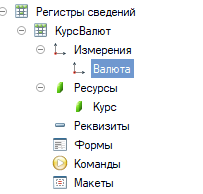 Регистры сведений
КурсВалют
Измерения
Валюта
Ресурсы
Курс
Реквизиты
Формы
Команды
Макеты